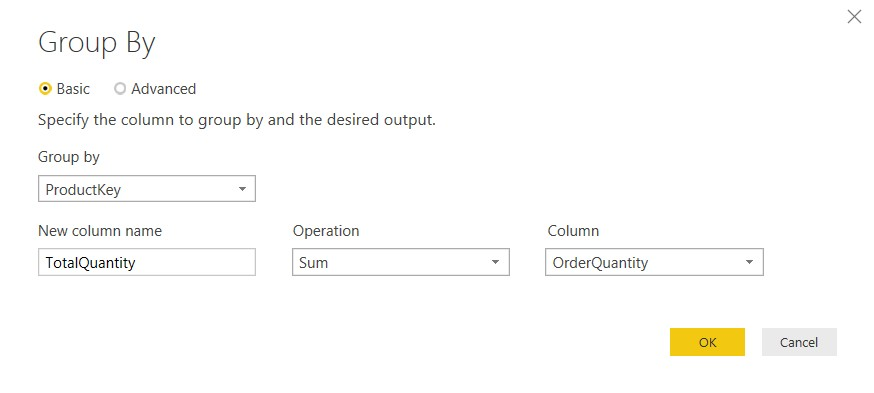 Group By
Basic Advanced
Specify the column to group by and the desired output.
Group by
ProductKey
New column name Operation Column
TotalQuantity Sum OrderQuantity
OK Cancel